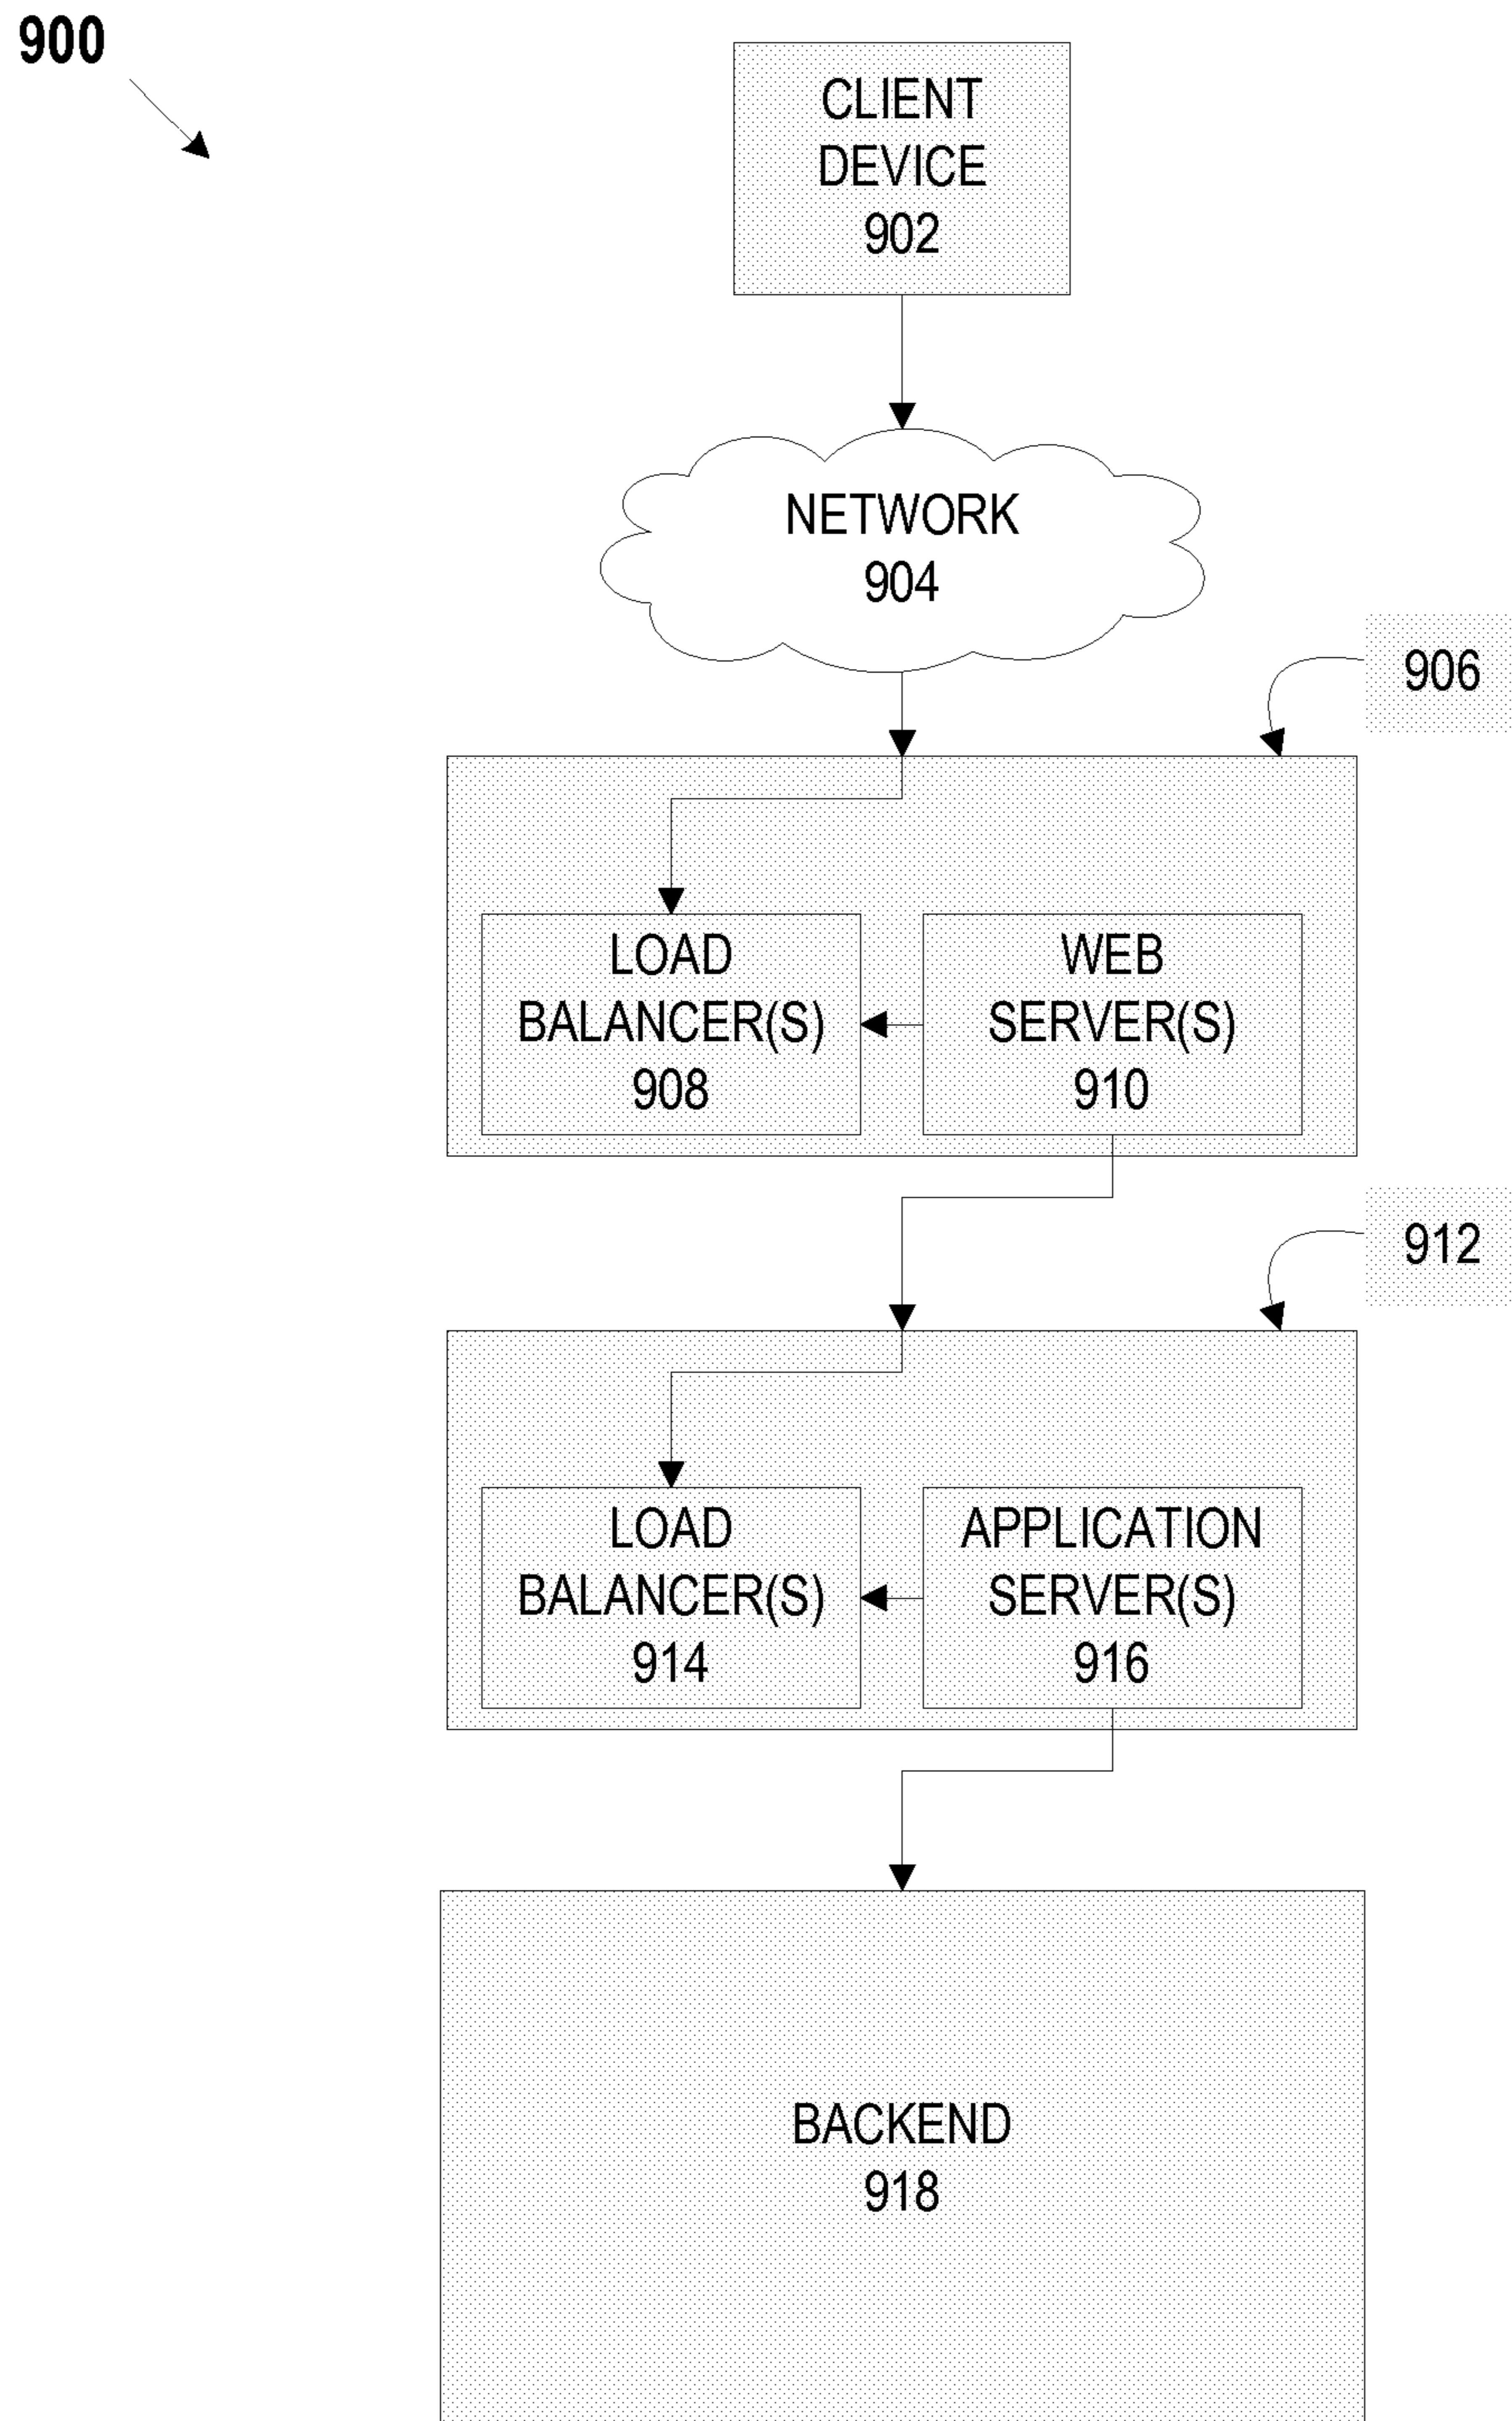 900
CLIENT
DEVICE
902
NETWORK
904
906
LOAD
BALANCER(S)
908
WEB
SERVER(S)
910
912
LOAD
BALANCER(S)
914
APPLICATION
SERVER(S)
916
BACKEND
918